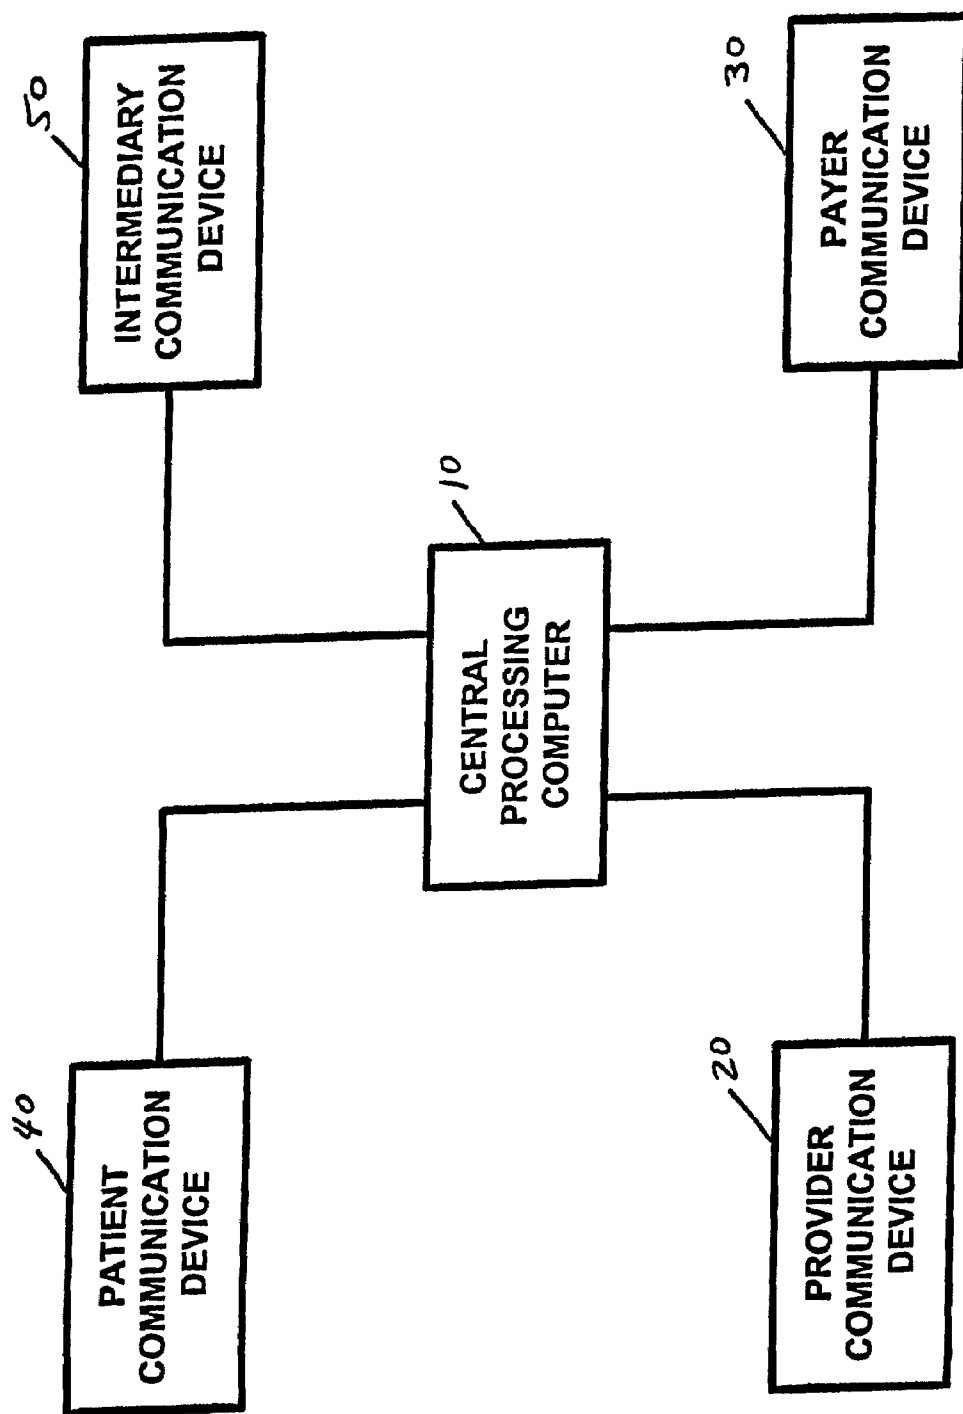 40
PATIENT
COMMUNICATION
DEVICE
50
INTERMEDIARY
COMMUNICATION
DEVICE
10
CENTRAL
PROCESSING
COMPUTER
20
PROVIDER
COMMUNICATION
DEVICE
30
PAYER
COMMUNICATION
DEVICE